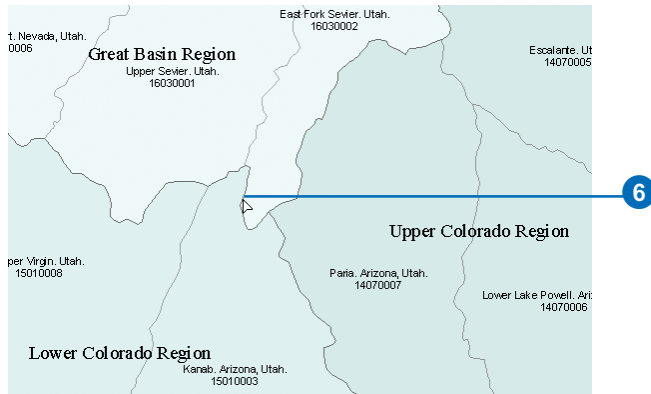 East Fork Sevier. Utah.
16030002
t. Nevada, Utah.
0006
Great Basin Region
Upper Sevier. Utah.
16030001
Escalante. Ut
14070005
6
Upper Colorado Region
per Virgin. Utah.
15010008
Paria. Arizona, Utah.
14070007
Lower Lake Powell. Ari
14070006
Lower Colorado Region
Kanab. Arizona, Utah.
15010003